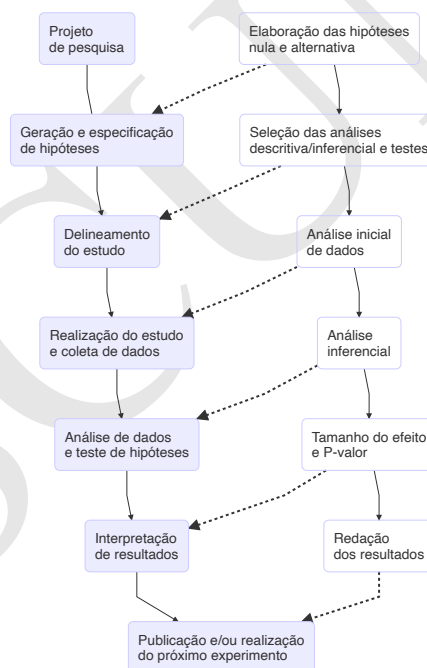 Projeto
de pesquisa
Elaboração das hipóteses
nula e alternativa
Geração e especificação
de hipóteses
Seleção das análises
descritiva/inferencial e testes
Delineamento
do estudo
Análise inicial
de dados
Realização do estudo
e coleta de dados
Análise
inferencial
Análise de dados
e teste de hipóteses
Tamanho do efeito
e P-valor
Interpretação
de resultados
Redação
dos resultados
Publicação e/ou realização
do próximo experimento